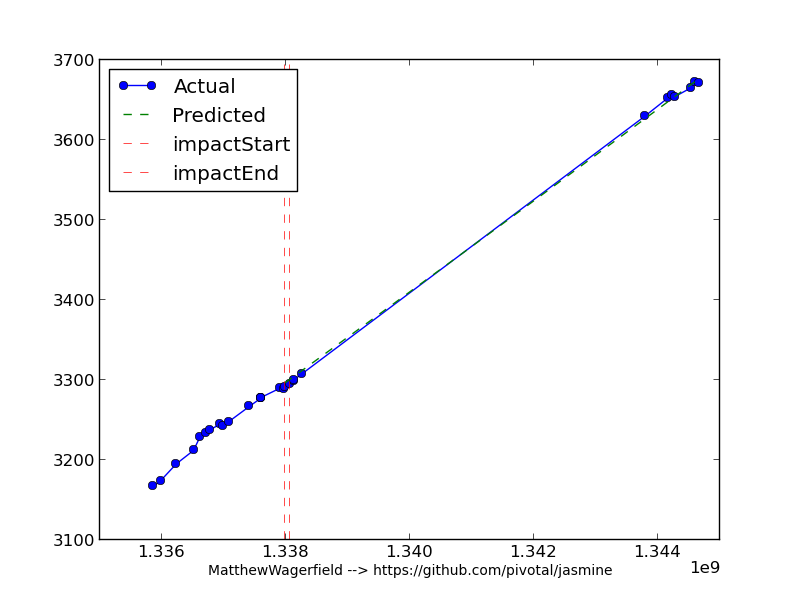 3700
3600
3500
3400
3300
3200
3100
Actual
Predicted
impactStart
impactEnd
1.336 1.338 1.340 1.342 1.344
1e9
MatthewWagerfield --> https://github.com/pivotal/jasmine